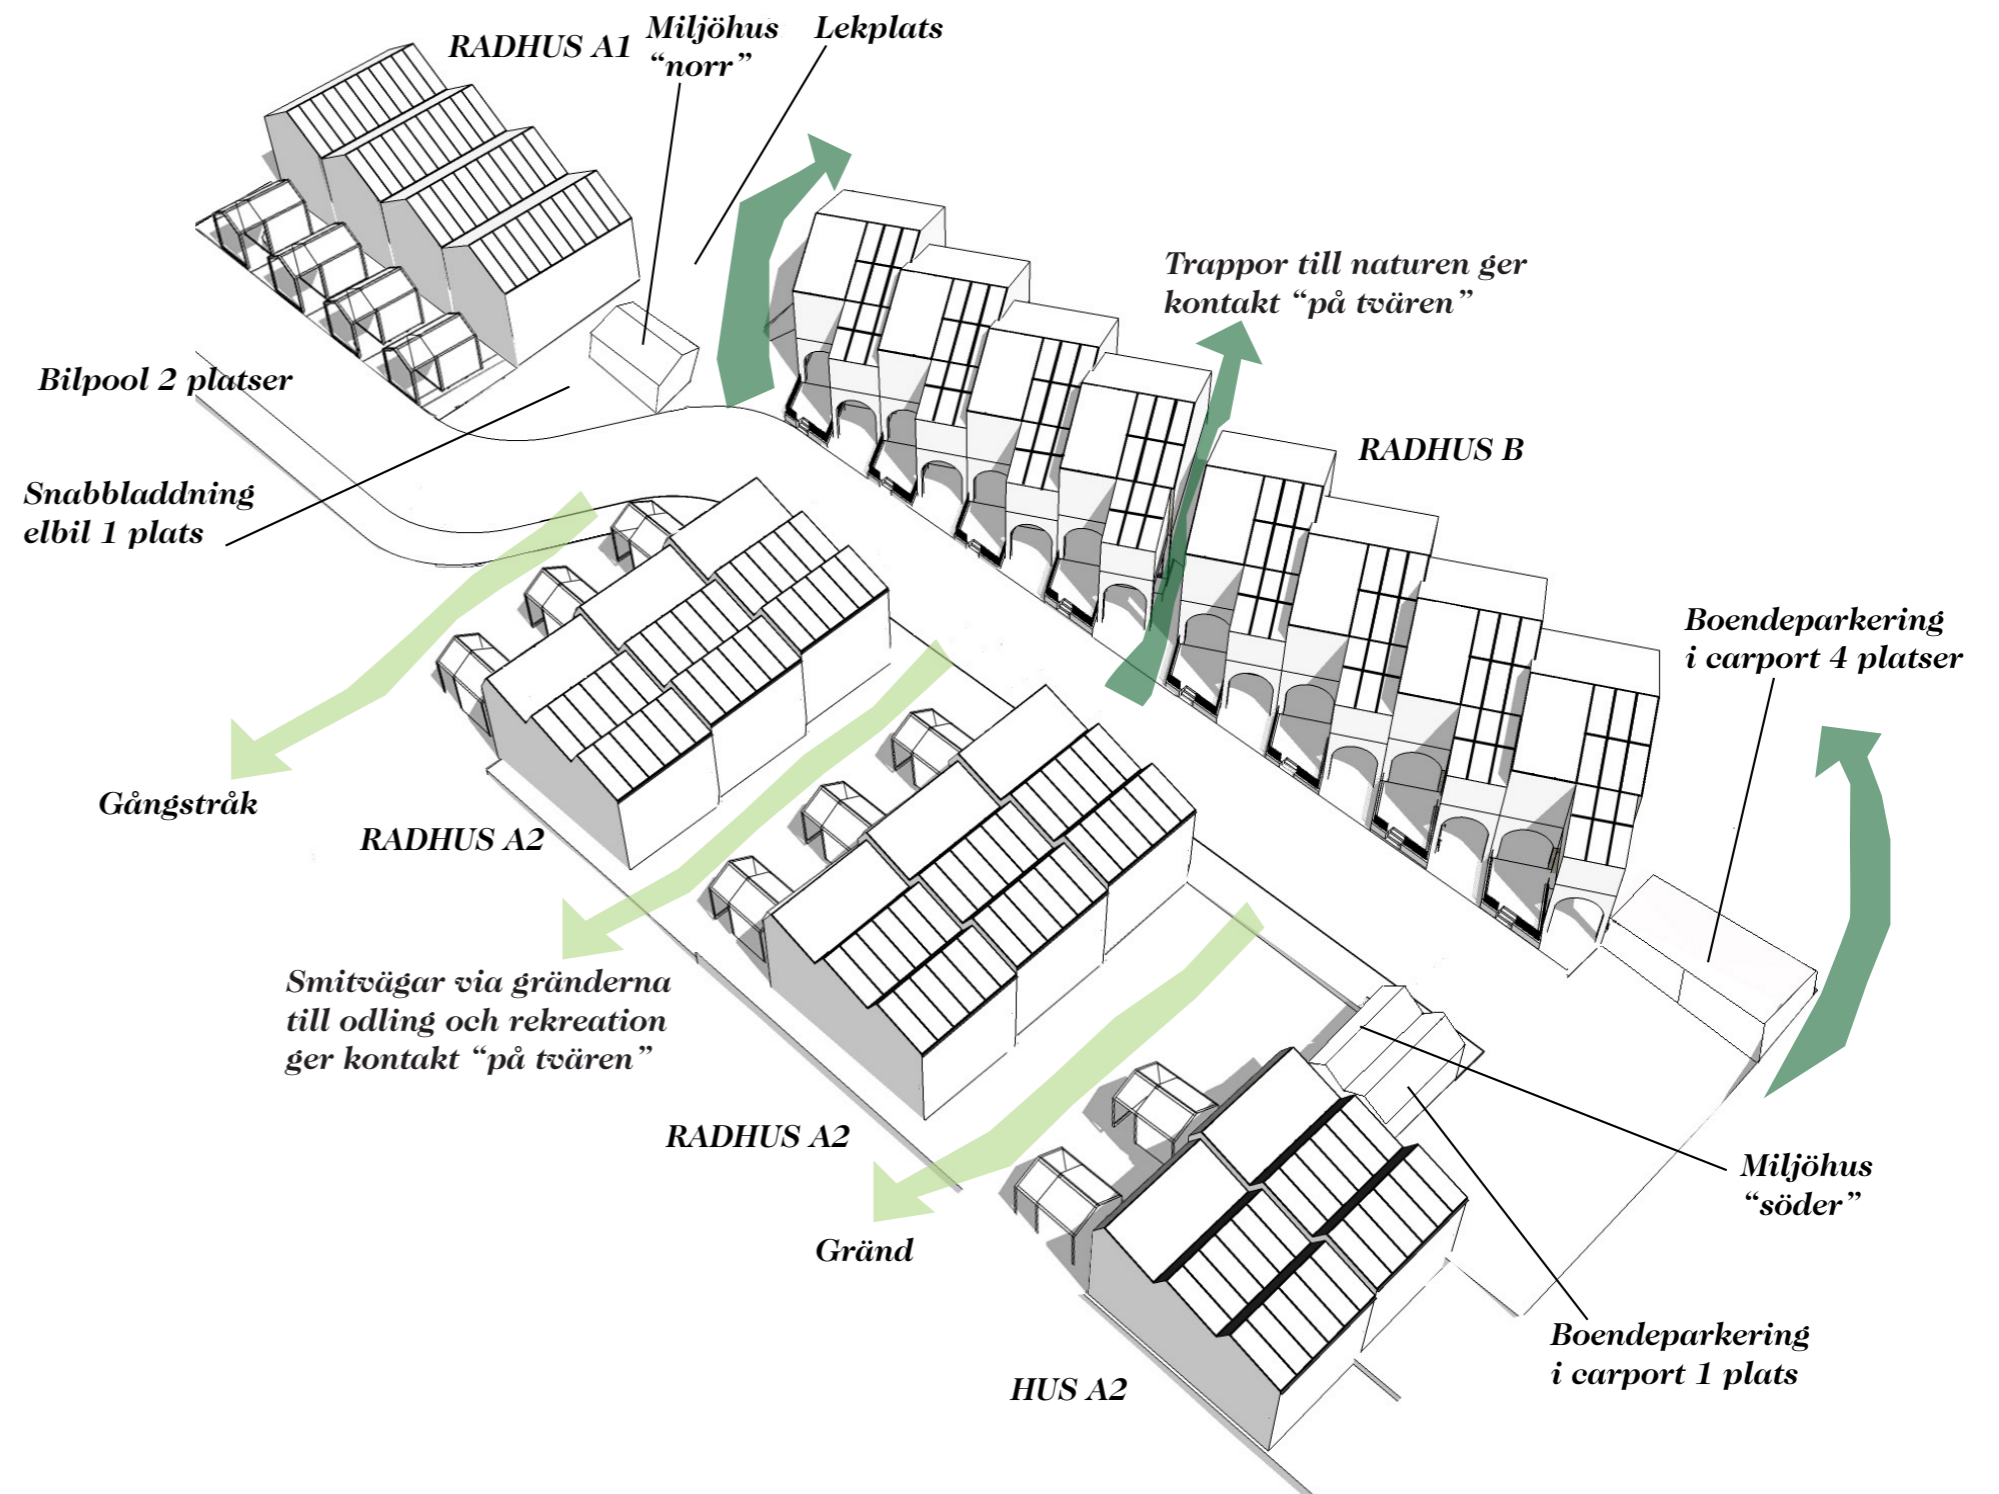 RADHUS A1
Miljöhus
“norr”
Lekplats
Trappor till naturen ger
kontakt “på tvären”
Bilpool 2 platser
RADHUS B
Snabbladdning
elbil 1 plats
Boendeparkering
i carport 4 platser
Gångstråk
RADHUS A2
Smitvägar via gränderna
till odling och rekreation
ger kontakt “på tvären”
RADHUS A2
Miljöhus
“söder”
Gränd
Boendeparkering
i carport 1 plats
HUS A2